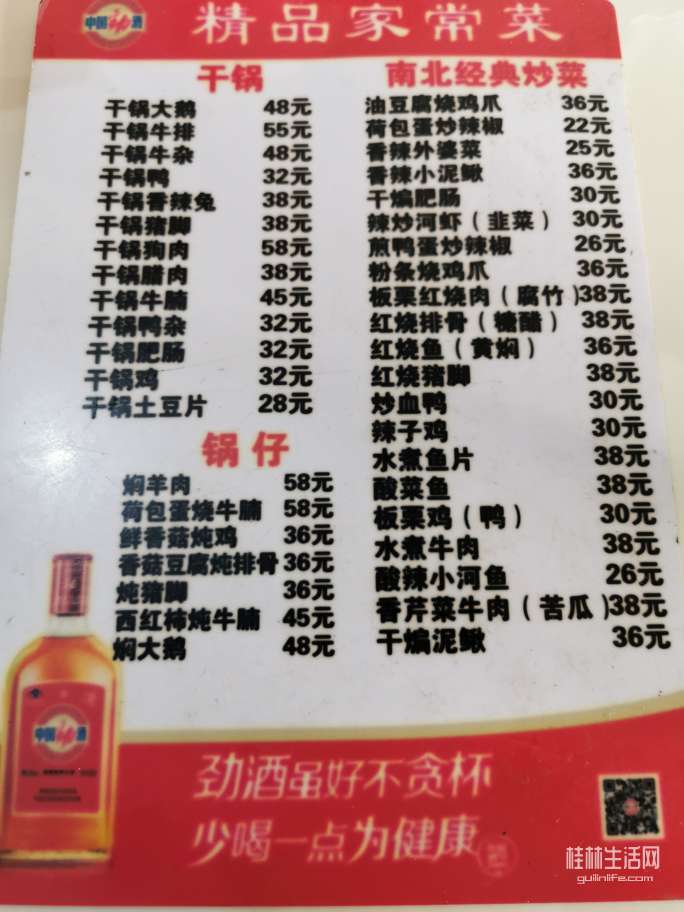 中国劲酒
精品家常菜
干锅
干锅大鹅 48元
干锅牛排 55元
干锅牛杂 48元
干锅鸭 32元
干锅香辣兔 38元
干锅猪脚 38元
干锅狗肉 58元
干锅腊肉 38元
干锅牛腩 45元
干锅鸭杂 32元
干锅肥肠 32元
干锅鸡 32元
干锅土豆片 28元
锅仔
焖羊肉 58元
荷包蛋烧牛腩 58元
鲜香菇炖鸡 36元
香菇豆腐炖排骨 36元
炖猪脚 36元
西红柿炖牛腩 45元
焖大鹅 48元
南北经典炒菜
油豆腐烧鸡爪 36元
荷包蛋炒辣椒 22元
香辣外婆菜 25元
香辣小泥鳅 36元
干煸肥肠 30元
辣炒河虾（韭菜） 30元
煎鸭蛋炒辣椒 26元
粉条烧鸡爪 36元
板栗红烧肉（腐竹）38元
红烧排骨（糖醋） 38元
红烧鱼（黄焖） 36元
红烧猪脚 38元
炒血鸭 30元
辣子鸡 30元
水煮鱼片 38元
酸菜鱼 38元
板栗鸡（鸭） 30元
水煮牛肉 38元
酸辣小河鱼 26元
香芹菜牛肉（苦瓜）38元
干煸泥鳅 36元
中国劲酒
劲酒虽好不贪杯
少喝一点为健康
桂林生活网
guilinlife.com